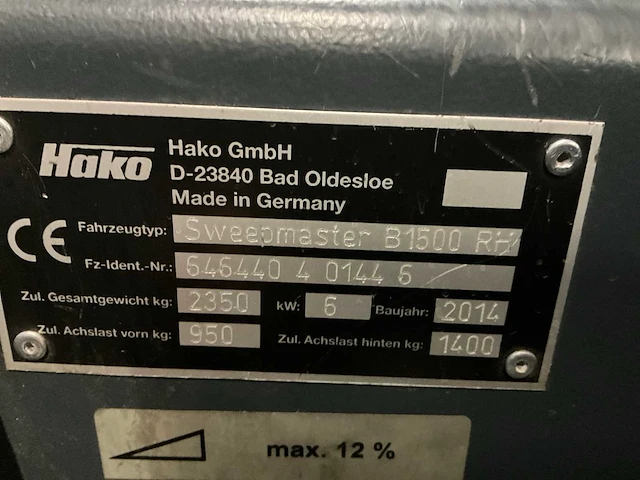 Hako
Hako GmbH
D-23840 Bad Oldesloe
Made in Germany
CE
Fahrzeugtyp: Sweepmaster B1500 RH
Fz-Ident.-Nr.: 646440 4 0144 6
Zul. Gesamtgewicht kg: 2350 kW: 6 Baujahr: 2014
Zul. Achslast vorn kg: 950 Zul. Achslast hinten kg: 1400
max. 12 %